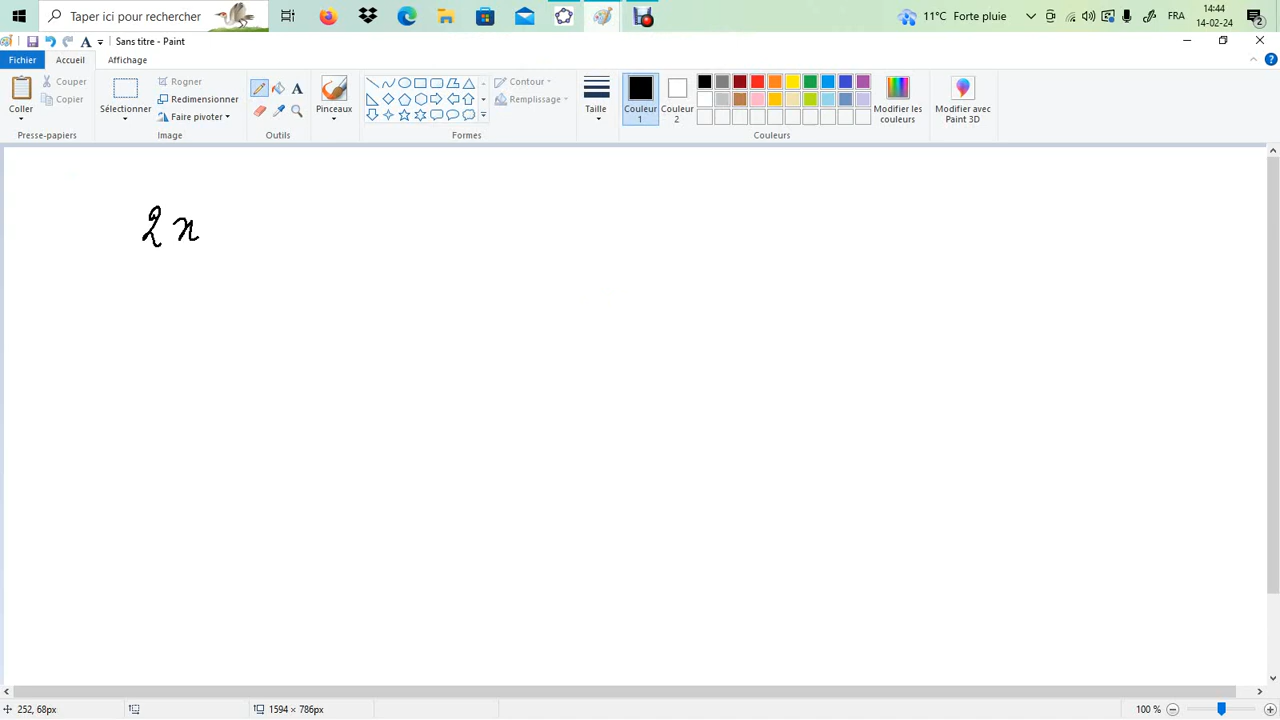 Taper ici pour rechercher
11°C Forte pluie
FRA
14:44
14-02-24
2
Sans titre - Paint
Fichier Accueil Affichage
Coller
Presse-papiers
Couper
Copier
Sélectionner
Rogner
Redimensionner
Faire pivoter
Image
Outils
Pinceaux
Formes
Contour
Remplissage
Taille
Couleur 1
Couleur 2
Couleurs
Modifier les couleurs
Modifier avec Paint 3D
2x
252, 68px
1594 × 786px
100 %